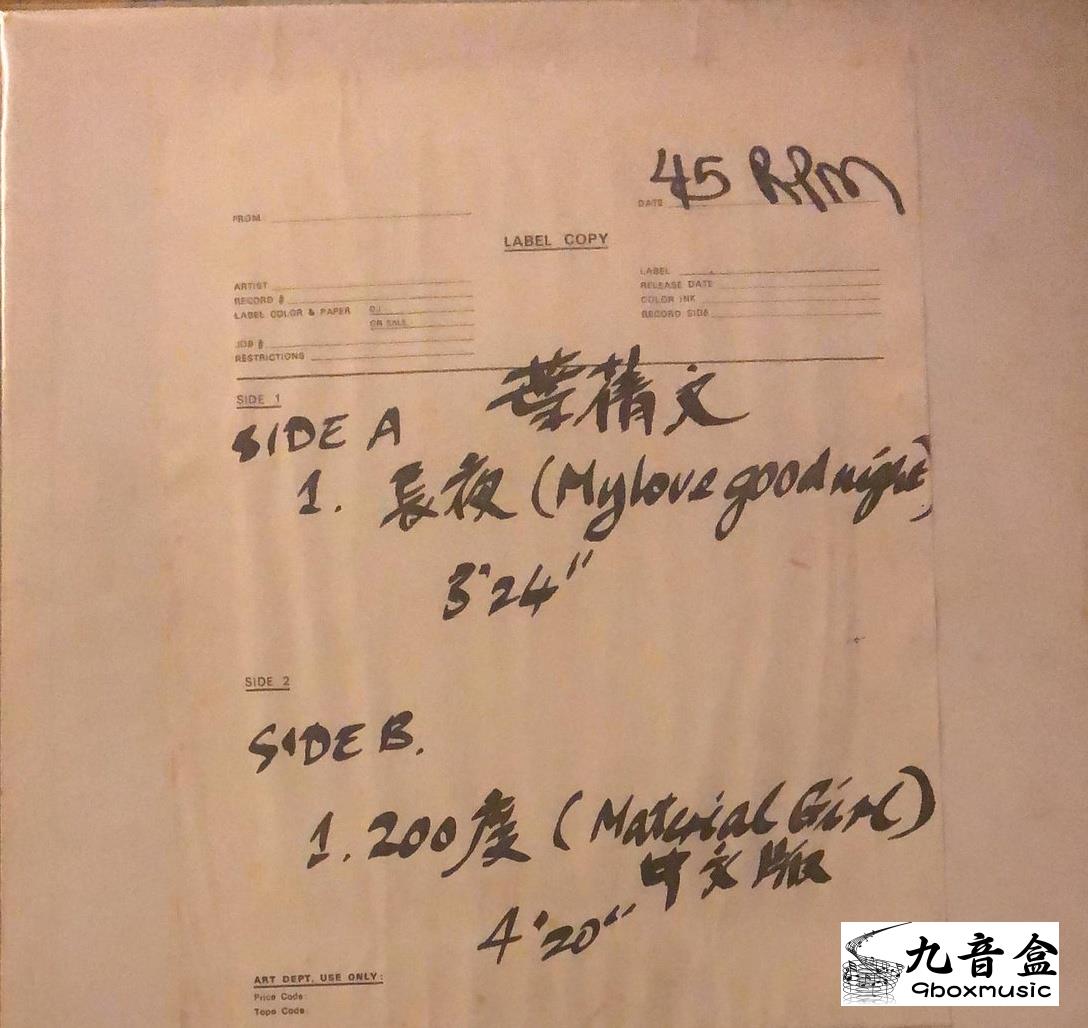 45 RPM
FROM
DATE
LABEL COPY
ARTIST
RECORD #
LABEL COLOR & PAPER DJ
OR SALE
JOB #
RESTRICTIONS
LABEL
RELEASE DATE
COLOR INK
RECORD SIDE
SIDE 1
葉蒨文
SIDE A
1. 長夜 (My love good night)
3'24"
SIDE 2
SIDE B.
1. 200度 (Material Girl)
中文版
4'20"
ART DEPT. USE ONLY:
Price Code:
Tape Code:
九音盒
9boxmusic